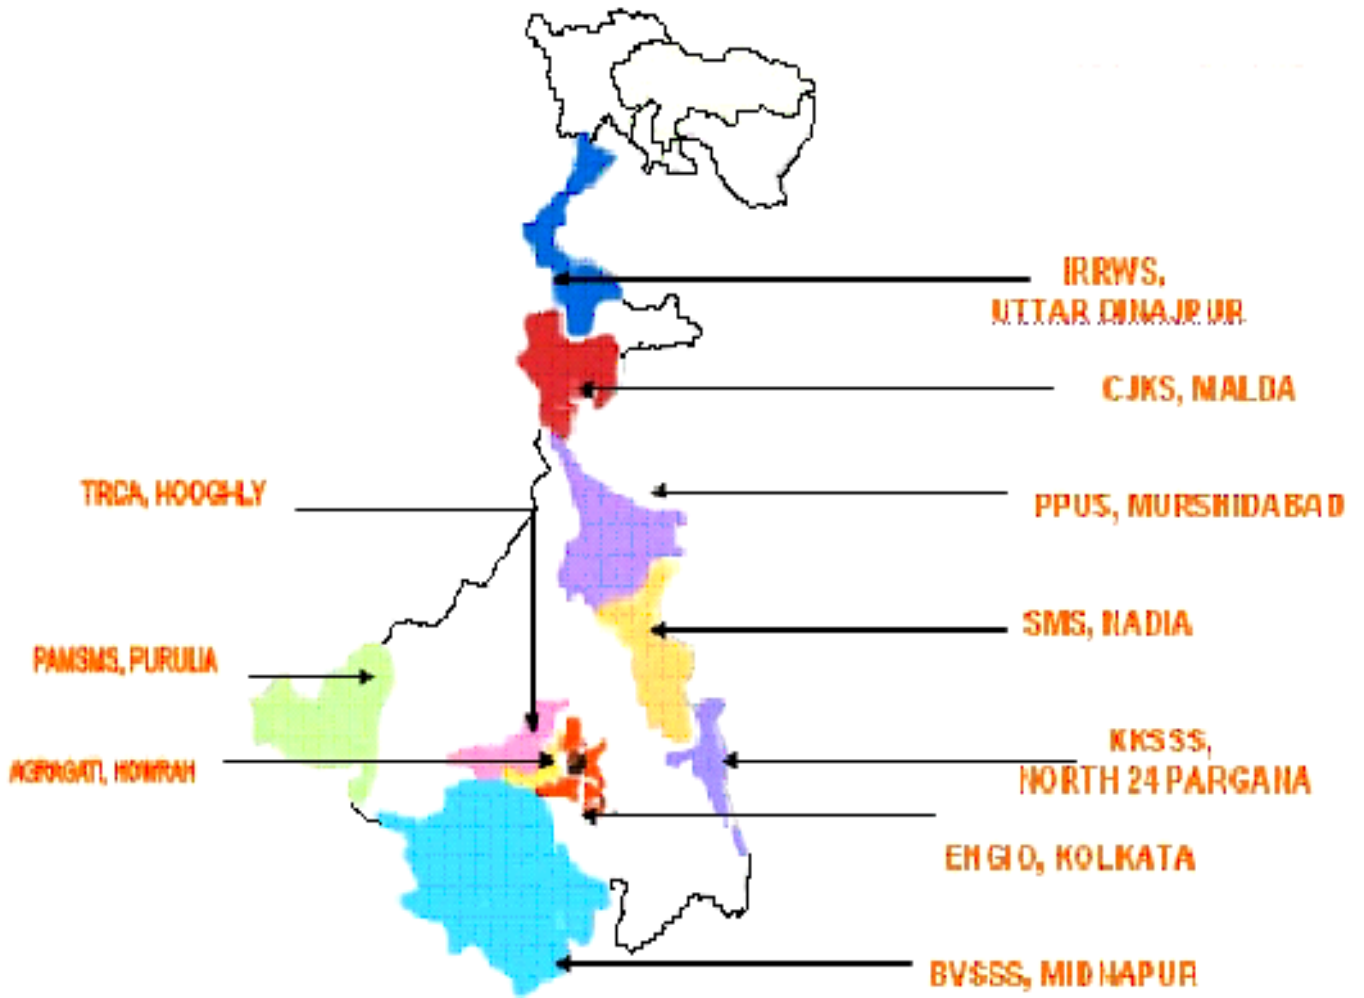 IRRWS,
UTTAR DINAJPUR
CJKS, MALDA
TRCA, HOOGHLY
PPUS, MURSHIDABAD
SMS, NADIA
PAMSMS, PURULIA
KKSSS,
NORTH 24 PARGANA
AGRAGATI, HOWRAH
ENGIO, KOLKATA
BVSSS, MIDNAPUR